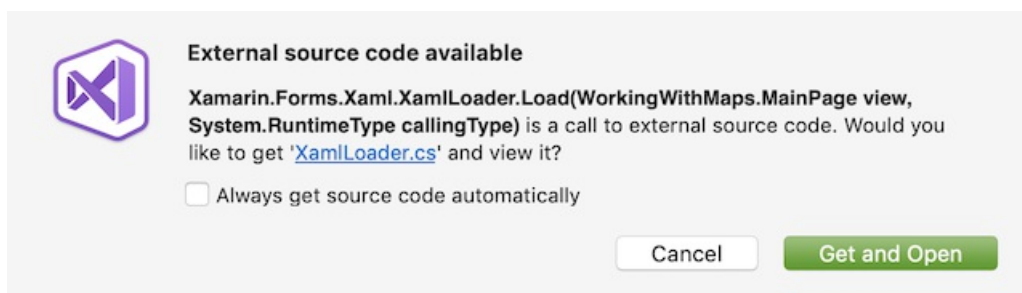 External source code available
Xamarin.Forms.Xaml.XamlLoader.Load(WorkingWithMaps.MainPage view,
System.RuntimeType callingType) is a call to external source code. Would you
like to get 'XamlLoader.cs' and view it?
Always get source code automatically
Cancel
Get and Open